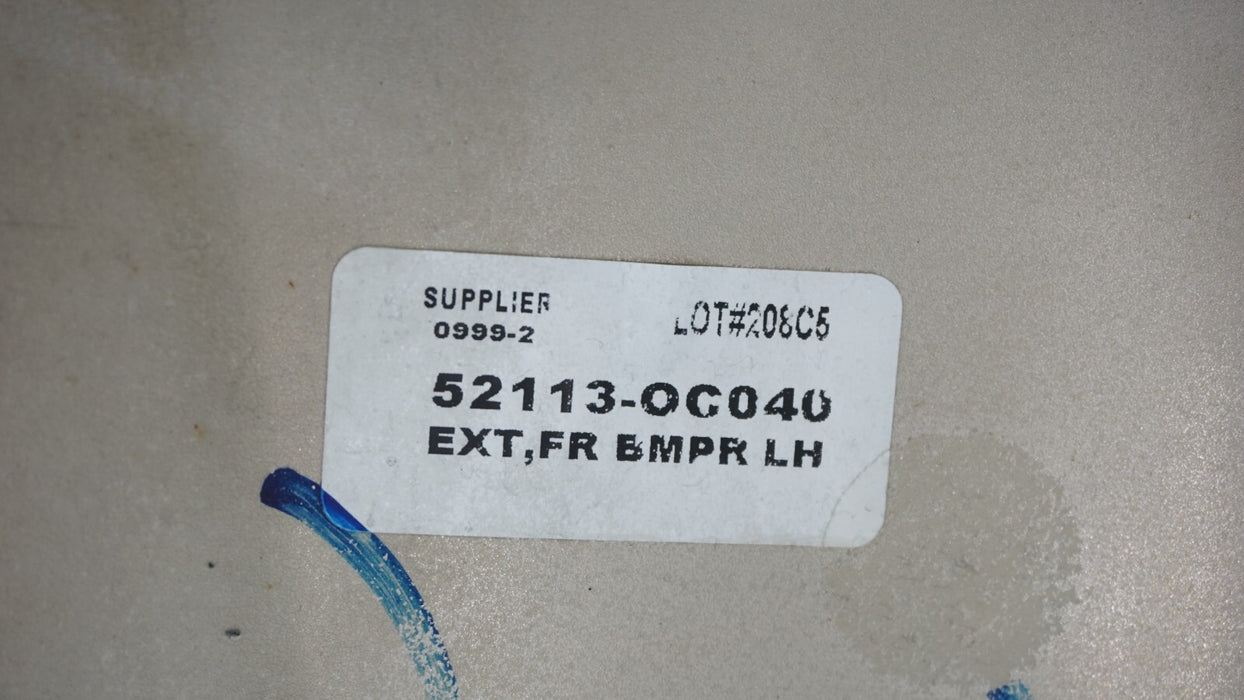 SUPPLIER
0999-2
LOT#208C5
52113-0C040
EXT,FR BMPR LH